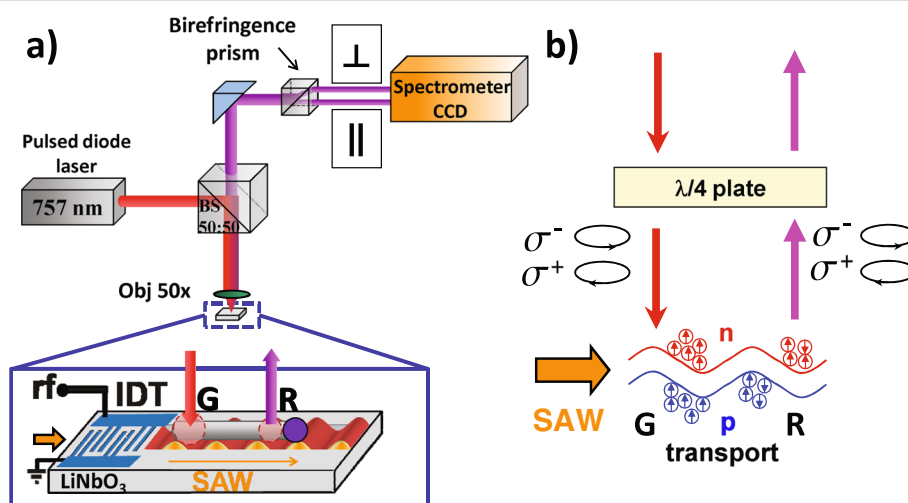 a)
Birefringence
prism
⊥
∥
Spectrometer
CCD
Pulsed diode
laser
757 nm
BS
50:50
Obj 50x
rf
IDT
G
R
SAW
LiNbO₃
b)
λ/4 plate
σ⁻
σ⁺
σ⁻
σ⁺
n
SAW
G
p
R
transport